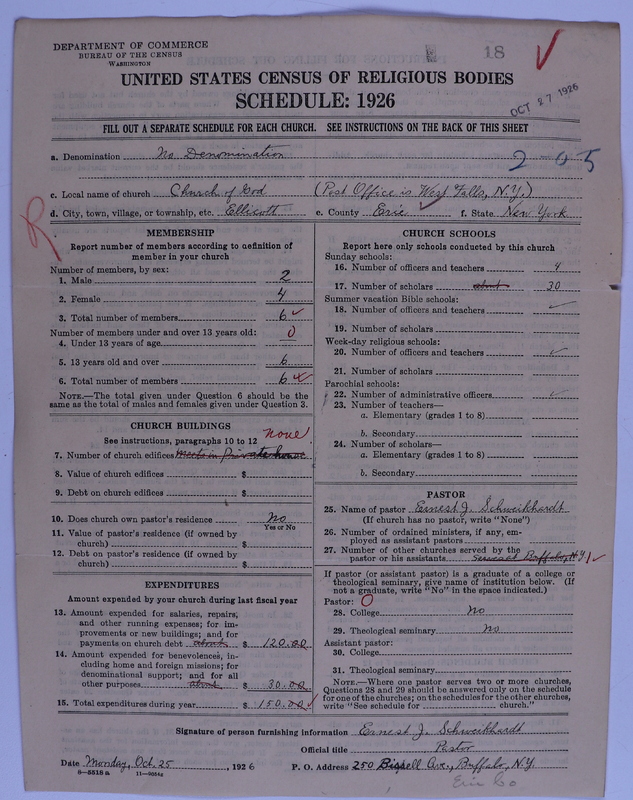 DEPARTMENT OF COMMERCE
BUREAU OF THE CENSUS
WASHINGTON
18
UNITED STATES CENSUS OF RELIGIOUS BODIES
SCHEDULE: 1926
OCT 27 1926
FILL OUT A SEPARATE SCHEDULE FOR EACH CHURCH. SEE INSTRUCTIONS ON THE BACK OF THIS SHEET
a. Denomination No Denomination
2-05
c. Local name of church Church of God (Post Office is West Falls, N.Y.)
d. City, town, village, or township, etc. Ellicott e. County Erie f. State New York
R
MEMBERSHIP
Report number of members according to definition of member in your church
Number of members, by sex:
1. Male 2
2. Female 4
3. Total number of members 6
Number of members under and over 13 years old:
4. Under 13 years of age 0
5. 13 years old and over 6
6. Total number of members 6
NOTE.—The total given under Question 6 should be the same as the total of males and females given under Question 3.
CHURCH BUILDINGS
See instructions, paragraphs 10 to 12
none
7. Number of church edifices meets in Private house
8. Value of church edifices $
9. Debt on church edifices $
10. Does church own pastor's residence No
Yes or No
11. Value of pastor's residence (if owned by church) $
12. Debt on pastor's residence (if owned by church) $
EXPENDITURES
Amount expended by your church during last fiscal year
13. Amount expended for salaries, repairs, and other running expenses; for improvements or new buildings; and for payments on church debt about $ 120.00
14. Amount expended for benevolences, including home and foreign missions; for denominational support; and for all other purposes about $ 30.00
15. Total expenditures during year $ 150.00
CHURCH SCHOOLS
Report here only schools conducted by this church
Sunday schools:
16. Number of officers and teachers 4
17. Number of scholars about 30
Summer vacation Bible schools:
18. Number of officers and teachers
19. Number of scholars
Week-day religious schools:
20. Number of officers and teachers
21. Number of scholars
Parochial schools:
22. Number of administrative officers
23. Number of teachers—
a. Elementary (grades 1 to 8)
b. Secondary
24. Number of scholars—
a. Elementary (grades 1 to 8)
b. Secondary
PASTOR
25. Name of pastor Ernest J. Schweikhardt
(If church has no pastor, write "None")
26. Number of ordained ministers, if any, employed as assistant pastors
27. Number of other churches served by the pastor or his assistants Buffalo, N.Y. 1
If pastor (or assistant pastor) is a graduate of a college or theological seminary, give name of institution below. (If not a graduate, write "No" in the space indicated.)
Pastor: 0
28. College No
29. Theological seminary No
Assistant pastor:
30. College
31. Theological seminary
NOTE.—Where one pastor serves two or more churches, Questions 28 and 29 should be answered only on the schedule for one of the churches; on the schedules for the other churches, write "See schedule for church."
Signature of person furnishing information Ernest J. Schweikhardt
Official title Pastor
Date Monday, Oct. 25, 1926 P. O. Address 250 Bissell Ave., Buffalo, N.Y.
8—5518a
Erie Co